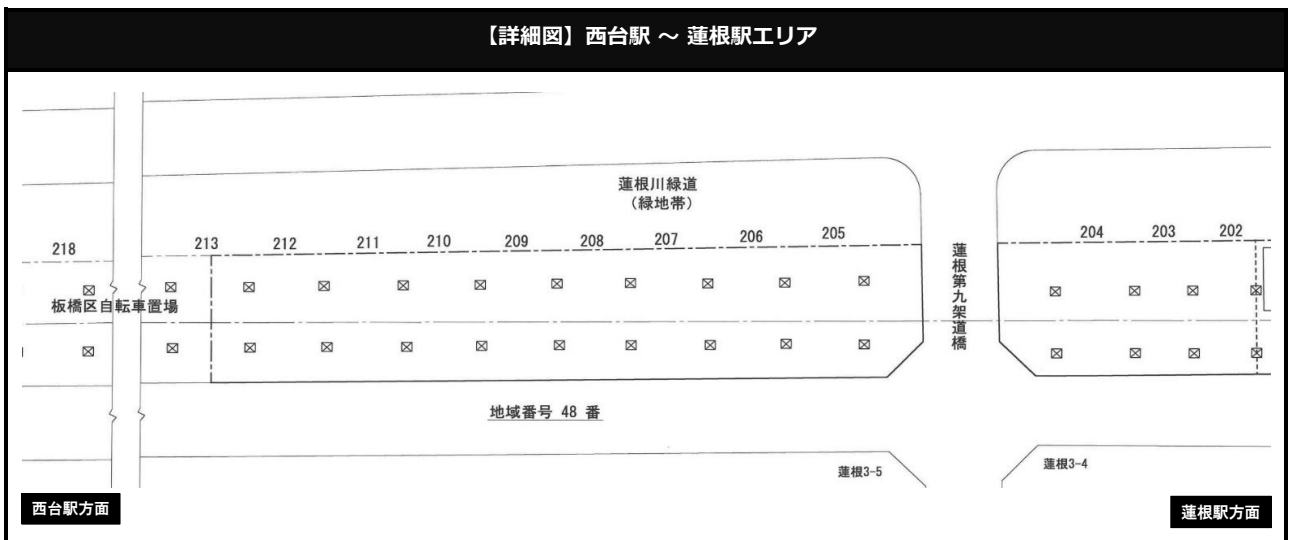 【詳細図】西台駅 ～ 蓮根駅エリア
蓮根川緑道
（緑地帯）
218
213
212
211
210
209
208
207
206
205
204
203
202
板橋区自転車置場
蓮根第九架道橋
地域番号 48 番
蓮根3-5
蓮根3-4
西台駅方面
蓮根駅方面